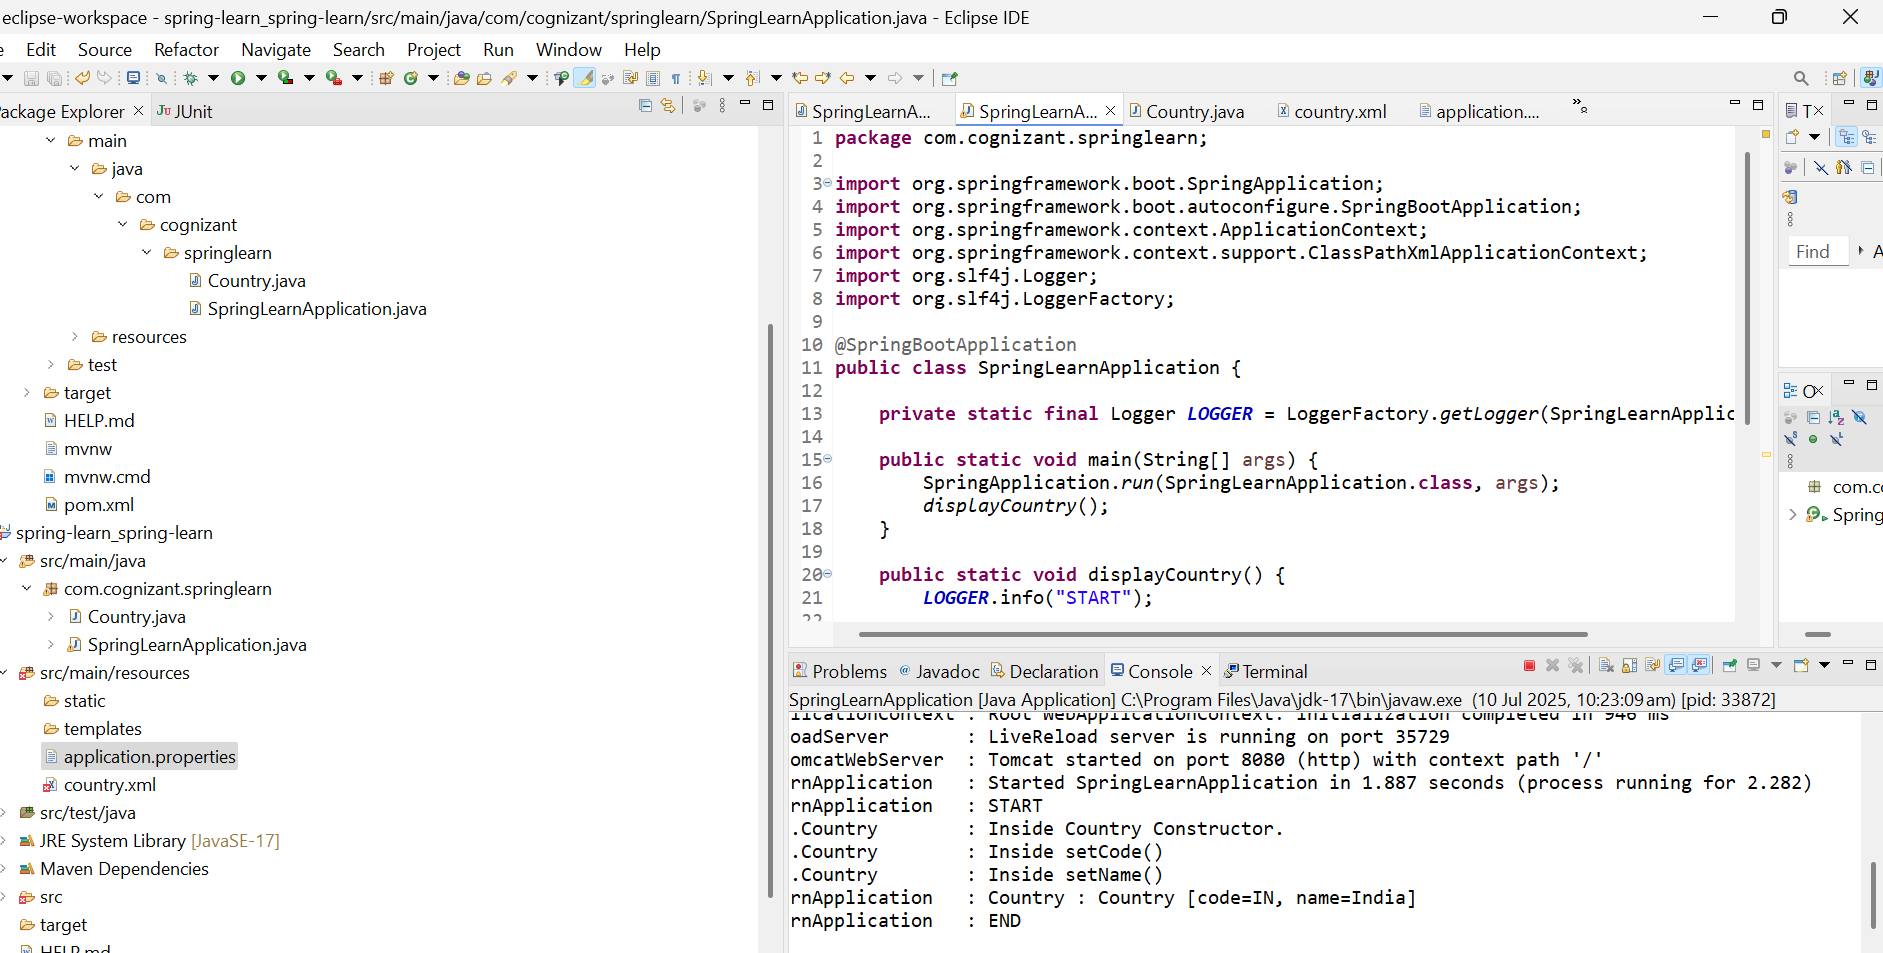 eclipse-workspace - spring-learn_spring-learn/src/main/java/com/cognizant/springlearn/SpringLearnApplication.java - Eclipse IDE
Edit Source Refactor Navigate Search Project Run Window Help
ackage Explorer JUnit
main
java
com
cognizant
springlearn
Country.java
SpringLearnApplication.java
resources
test
target
HELP.md
mvnw
mvnw.cmd
pom.xml
spring-learn_spring-learn
src/main/java
com.cognizant.springlearn
Country.java
SpringLearnApplication.java
src/main/resources
static
templates
application.properties
country.xml
src/test/java
JRE System Library [JavaSE-17]
Maven Dependencies
src
target
HELP.md
SpringLearnA... SpringLearnA... Country.java country.xml application....
1 package com.cognizant.springlearn;
2
3 import org.springframework.boot.SpringApplication;
4 import org.springframework.boot.autoconfigure.SpringBootApplication;
5 import org.springframework.context.ApplicationContext;
6 import org.springframework.context.support.ClassPathXmlApplicationContext;
7 import org.slf4j.Logger;
8 import org.slf4j.LoggerFactory;
9
10 @SpringBootApplication
11 public class SpringLearnApplication {
12
13 private static final Logger LOGGER = LoggerFactory.getLogger(SpringLearnApplic
14
15 public static void main(String[] args) {
16 SpringApplication.run(SpringLearnApplication.class, args);
17 displayCountry();
18 }
19
20 public static void displayCountry() {
21 LOGGER.info("START");
22
Problems Javadoc Declaration Console Terminal
SpringLearnApplication [Java Application] C:\Program Files\Java\jdk-17\bin\javaw.exe (10 Jul 2025, 10:23:09 am) [pid: 33872]
licationContext : Root WebApplicationContext: initialization completed in 946 ms
oadServer : LiveReload server is running on port 35729
omcatWebServer : Tomcat started on port 8080 (http) with context path '/'
rnApplication : Started SpringLearnApplication in 1.887 seconds (process running for 2.282)
rnApplication : START
.Country : Inside Country Constructor.
.Country : Inside setCode()
.Country : Inside setName()
rnApplication : Country : Country [code=IN, name=India]
rnApplication : END
T
Find A
O
com.c
Spring